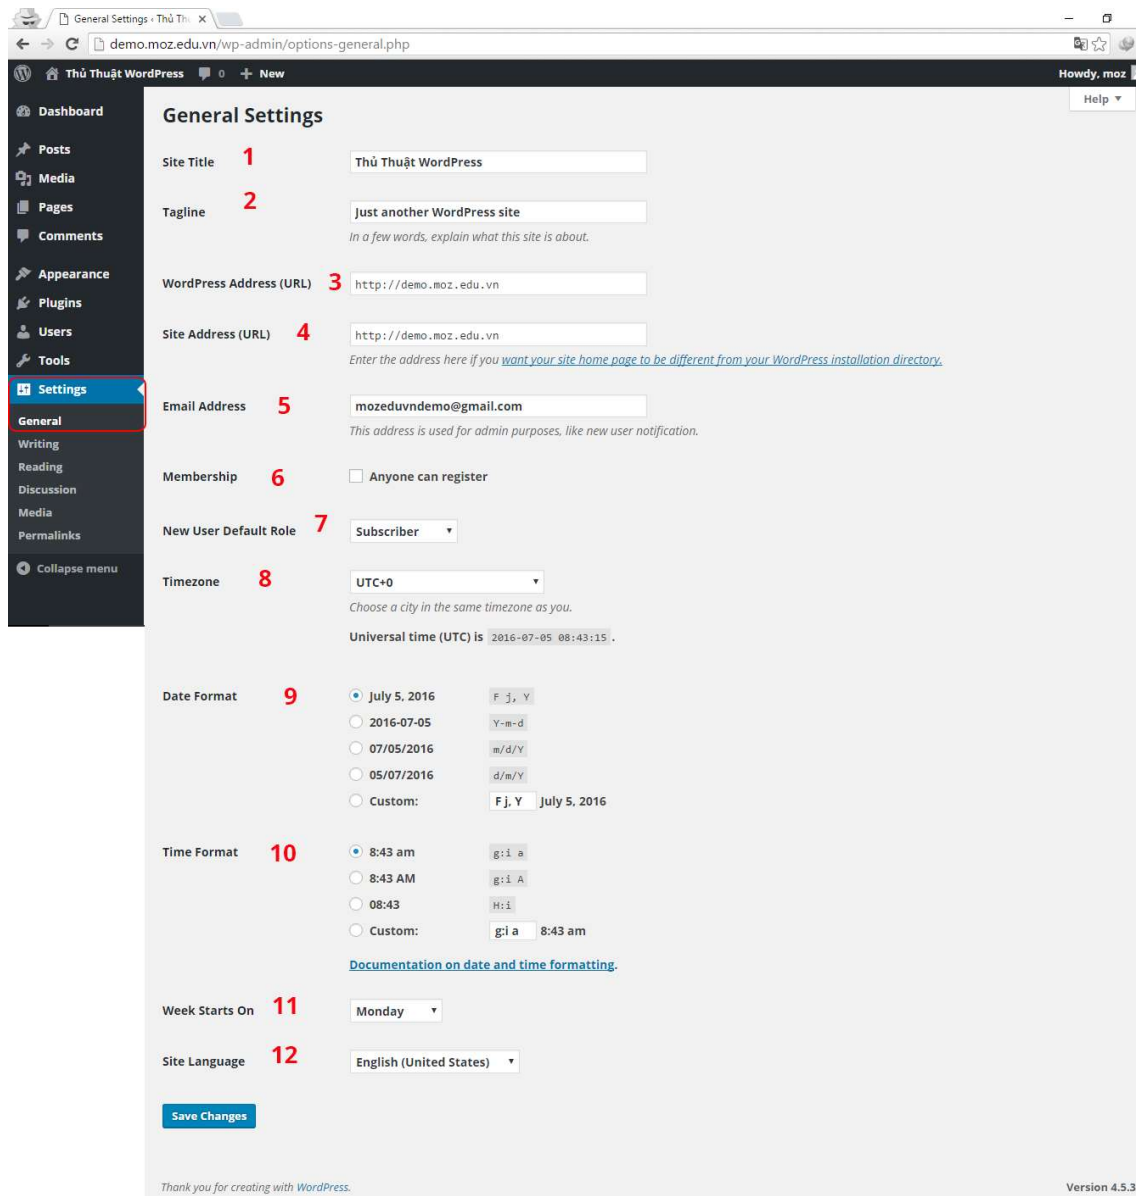 General Settings ‹ Thủ Th
demo.moz.edu.vn/wp-admin/options-general.php
Thủ Thuật WordPress 0 + New Howdy, moz
Help
Dashboard
Posts
Media
Pages
Comments
Appearance
Plugins
Users
Tools
Settings
General
Writing
Reading
Discussion
Media
Permalinks
Collapse menu
General Settings
Site Title 1 Thủ Thuật WordPress
Tagline 2 Just another WordPress site
In a few words, explain what this site is about.
WordPress Address (URL) 3 http://demo.moz.edu.vn
Site Address (URL) 4 http://demo.moz.edu.vn
Enter the address here if you want your site home page to be different from your WordPress installation directory.
Email Address 5 mozeduvndemo@gmail.com
This address is used for admin purposes, like new user notification.
Membership 6 Anyone can register
New User Default Role 7 Subscriber
Timezone 8 UTC+0
Choose a city in the same timezone as you.
Universal time (UTC) is 2016-07-05 08:43:15 .
Date Format 9 July 5, 2016 F j, Y
2016-07-05 Y-m-d
07/05/2016 m/d/Y
05/07/2016 d/m/Y
Custom: F j, Y July 5, 2016
Time Format 10 8:43 am g:i a
8:43 AM g:i A
08:43 H:i
Custom: g:i a 8:43 am
Documentation on date and time formatting.
Week Starts On 11 Monday
Site Language 12 English (United States)
Save Changes
Thank you for creating with WordPress. Version 4.5.3